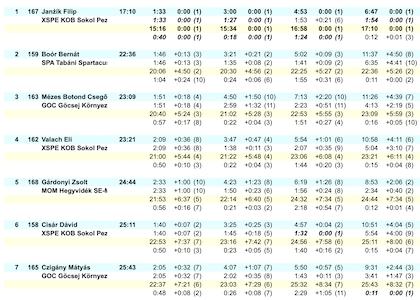 1 167 Janžík Filip 17:10 1:33 0:00 (1) 3:00 0:00 (1) 4:53 0:00 (1) 6:47 0:00 (1)
XSPE KOB Sokol Pez 1:33 0:00 (1) 1:27 0:00 (1) 1:53 +0:21 (6) 1:54 0:00 (1)
15:16 0:00 (1) 15:34 0:00 (1) 16:58 0:00 (1) 17:10 0:00 (1)
0:40 0:00 (1) 0:18 0:00 (1) 1:24 0:00 (1) 0:12 +0:01 (3)
2 159 Boór Bernát 22:36 1:46 +0:13 (3) 3:21 +0:21 (2) 5:02 +0:09 (2) 11:37 +4:50 (8)
SPA Tabáni Spartacus 1:46 +0:13 (3) 1:35 +0:08 (2) 1:41 +0:09 (2) 6:35 +4:41 (10)
20:06 +4:50 (2) 20:30 +4:56 (2) 22:25 +5:27 (2) 22:36 +5:26 (2)
1:04 +0:24 (10) 0:24 +0:06 (6) 1:55 +0:31 (6) 0:11 +0:00 (2)
3 163 Mézes Botond Csegő 23:09 1:51 +0:18 (4) 4:50 +1:50 (10) 7:13 +2:20 (10) 11:26 +4:39 (7)
GOC Göcsej Környez 1:51 +0:18 (4) 2:59 +1:32 (11) 2:23 +0:51 (11) 4:13 +2:19 (5)
20:40 +5:24 (3) 21:02 +5:28 (3) 22:53 +5:55 (3) 23:09 +5:59 (3)
0:57 +0:17 (8) 0:22 +0:04 (3) 1:51 +0:27 (4) 0:16 +0:05 (10)
4 162 Valach Eli 23:21 2:09 +0:36 (8) 3:47 +0:47 (4) 5:54 +1:01 (6) 10:58 +4:11 (6)
XSPE KOB Sokol Pez 2:09 +0:36 (8) 1:38 +0:11 (3) 2:07 +0:35 (9) 5:04 +3:10 (7)
21:00 +5:44 (4) 21:22 +5:48 (4) 23:06 +6:08 (4) 23:21 +6:11 (4)
0:50 +0:10 (3) 0:22 +0:04 (3) 1:44 +0:20 (3) 0:15 +0:04 (8)
5 168 Gárdonyi Zsolt 24:44 2:33 +1:00 (10) 4:23 +1:23 (8) 6:19 +1:26 (8) 8:53 +2:06 (2)
MOM Hegyvidék SE-M 2:33 +1:00 (10) 1:50 +0:23 (6) 1:56 +0:24 (8) 2:34 +0:40 (2)
21:53 +6:37 (5) 22:14 +6:40 (5) 24:32 +7:34 (5) 24:44 +7:34 (5)
0:56 +0:16 (7) 0:21 +0:03 (2) 2:18 +0:54 (7) 0:12 +0:01 (4)
6 158 Cisár Dávid 25:11 1:40 +0:07 (2) 3:25 +0:25 (3) 4:57 +0:04 (2) 10:51 +4:04 (5)
XSPE KOB Sokol Pez 1:40 +0:07 (2) 1:45 +0:18 (5) 1:32 0:00 (1) 5:54 +4:00 (9)
22:53 +7:37 (7) 23:16 +7:42 (7) 24:56 +7:58 (6) 25:11 +8:01 (6)
0:50 +0:10 (3) 0:23 +0:05 (5) 1:40 +0:16 (2) 0:15 +0:04 (7)
7 165 Czigány Mátyás 25:43 2:05 +0:32 (7) 4:07 +1:07 (7) 5:50 +0:57 (5) 9:31 +2:44 (3)
GOC Göcsej Környez 2:05 +0:32 (7) 2:02 +0:35 (8) 1:43 +0:11 (3) 3:41 +1:47 (3)
22:37 +7:21 (6) 23:03 +7:29 (6) 25:32 +8:34 (7) 25:43 +8:33 (7)
0:48 +0:08 (2) 0:26 +0:08 (7) 2:29 +1:05 (11) 0:11 0:00 (1)